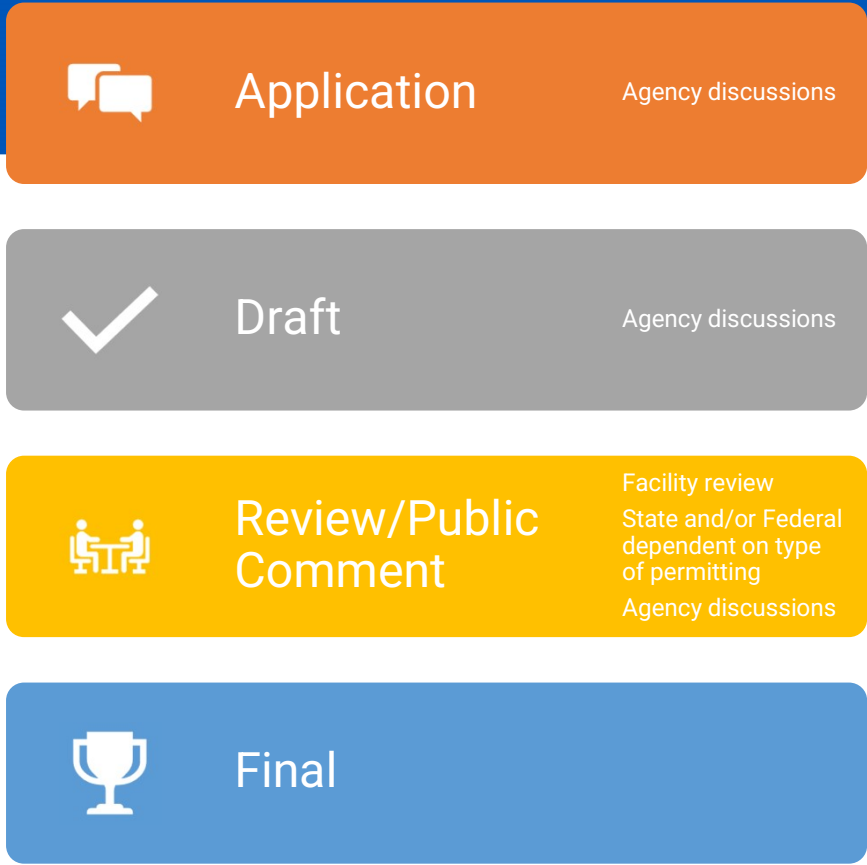 Application
Agency discussions
Draft
Agency discussions
Review/Public
Comment
Facility review
State and/or Federal
dependent on type
of permitting
Agency discussions
Final